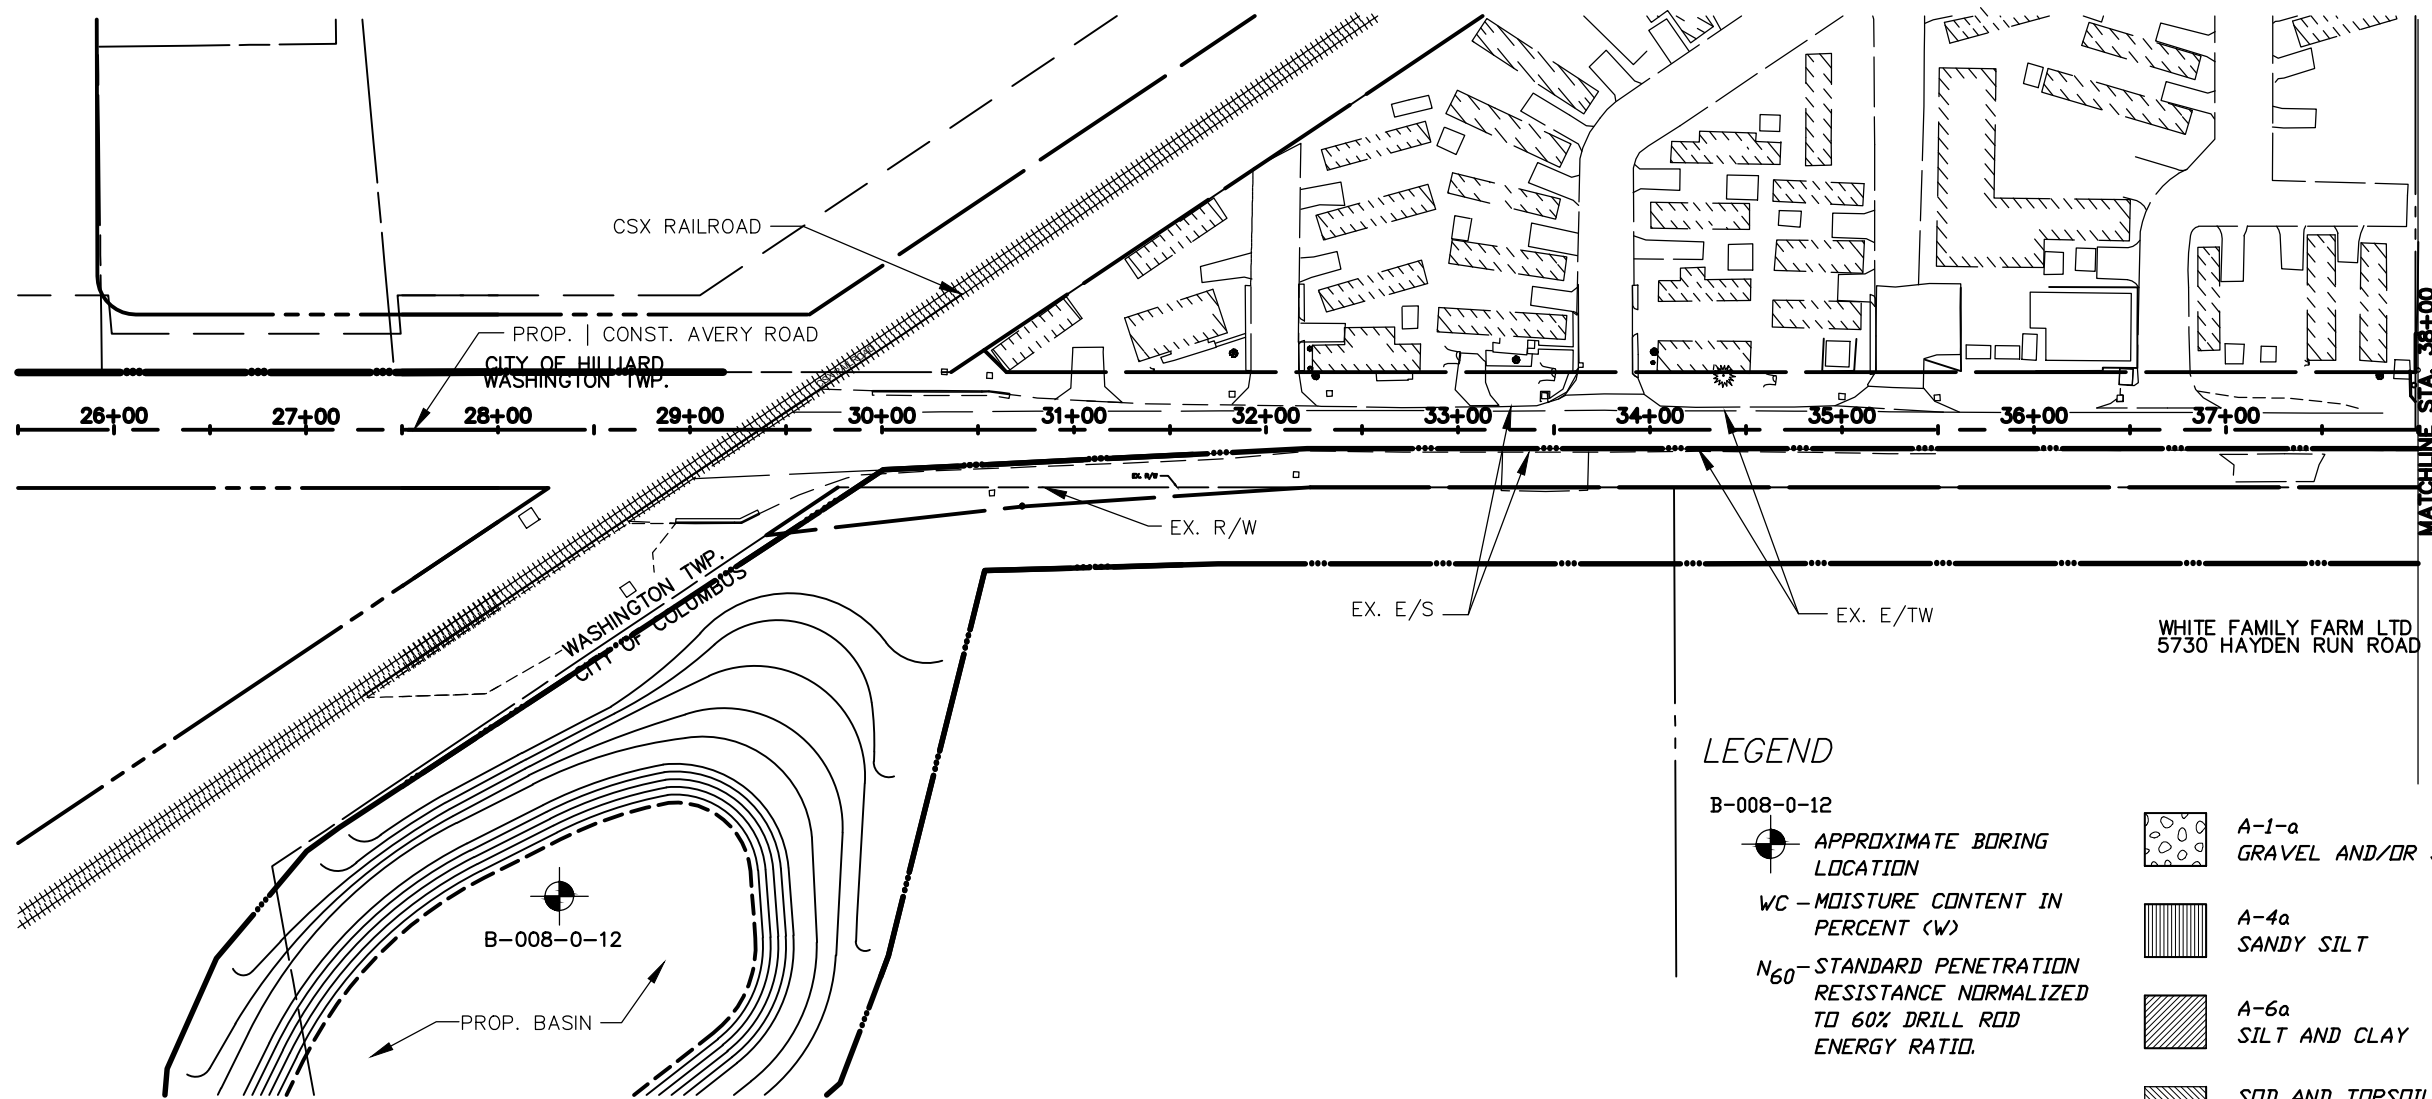 CSX RAILROAD
PROP. | CONST. AVERY ROAD
CITY OF HILLIARD
WASHINGTON TWP.
26+00 27+00 28+00 29+00 30+00 31+00 32+00 33+00 34+00 35+00 36+00 37+00
MATCHLINE STA. 38+00
EX. R/W
EX. R/W
EX. E/S
EX. E/TW
WASHINGTON TWP.
CITY OF COLUMBUS
WHITE FAMILY FARM LTD
5730 HAYDEN RUN ROAD
B-008-0-12
PROP. BASIN
LEGEND
B-008-0-12
APPROXIMATE BORING
LOCATION
WC - MOISTURE CONTENT IN
PERCENT (W)
N60 - STANDARD PENETRATION
RESISTANCE NORMALIZED
TO 60% DRILL ROD
ENERGY RATIO.
A-1-a
GRAVEL AND/OR
A-4a
SANDY SILT
A-6a
SILT AND CLAY
SOD AND TOPSOIL